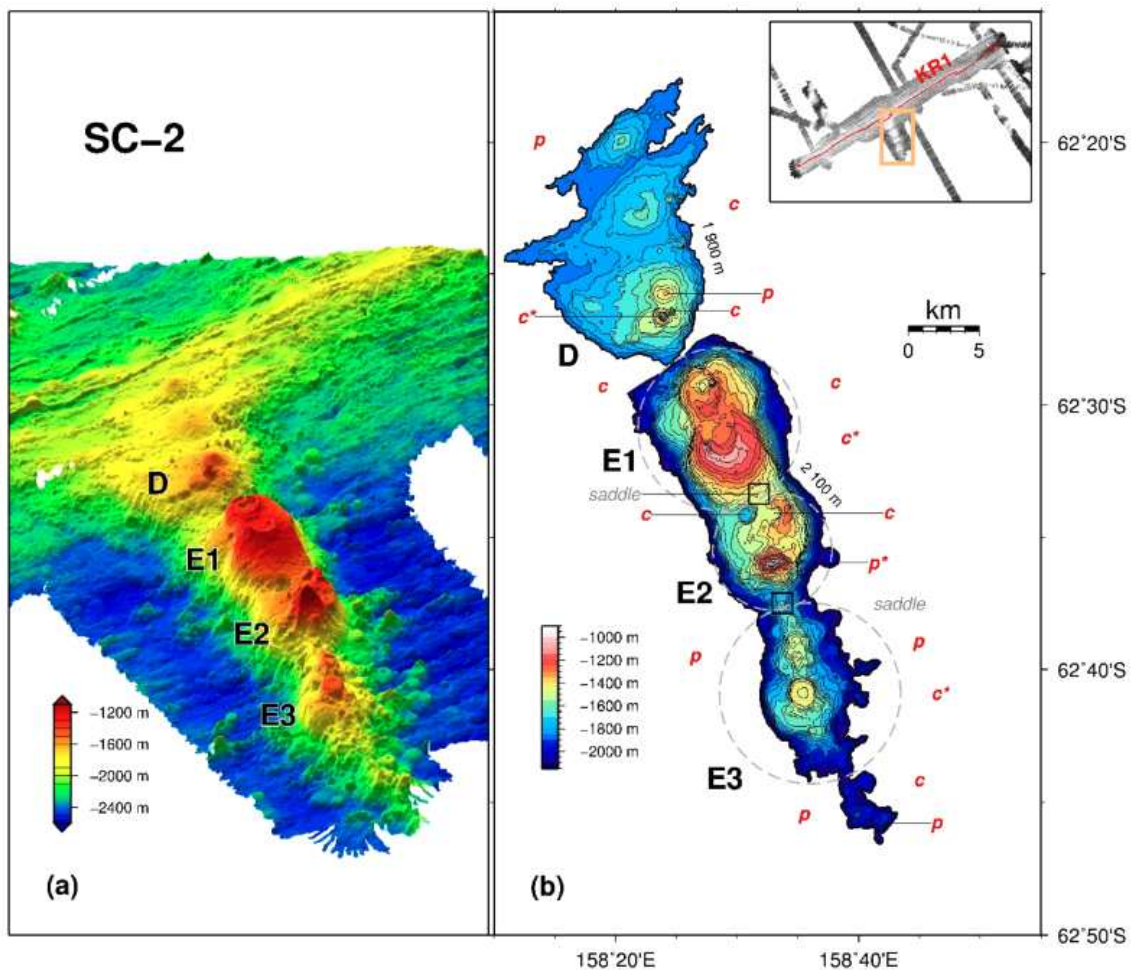 SC-2
D
E1
E2
E3
-1200 m
-1600 m
-2000 m
-2400 m
(a)
KR1
p
c
1 900 m
p
c*
c
D
km
0 5
c
c
c*
E1
2 100 m
saddle
c
c
p*
E2
saddle
p
p
c*
-1000 m
-1200 m
-1400 m
-1600 m
-1800 m
-2000 m
E3
c
p
p
(b)
62°20'S
62°30'S
62°40'S
62°50'S
158°20'E
158°40'E